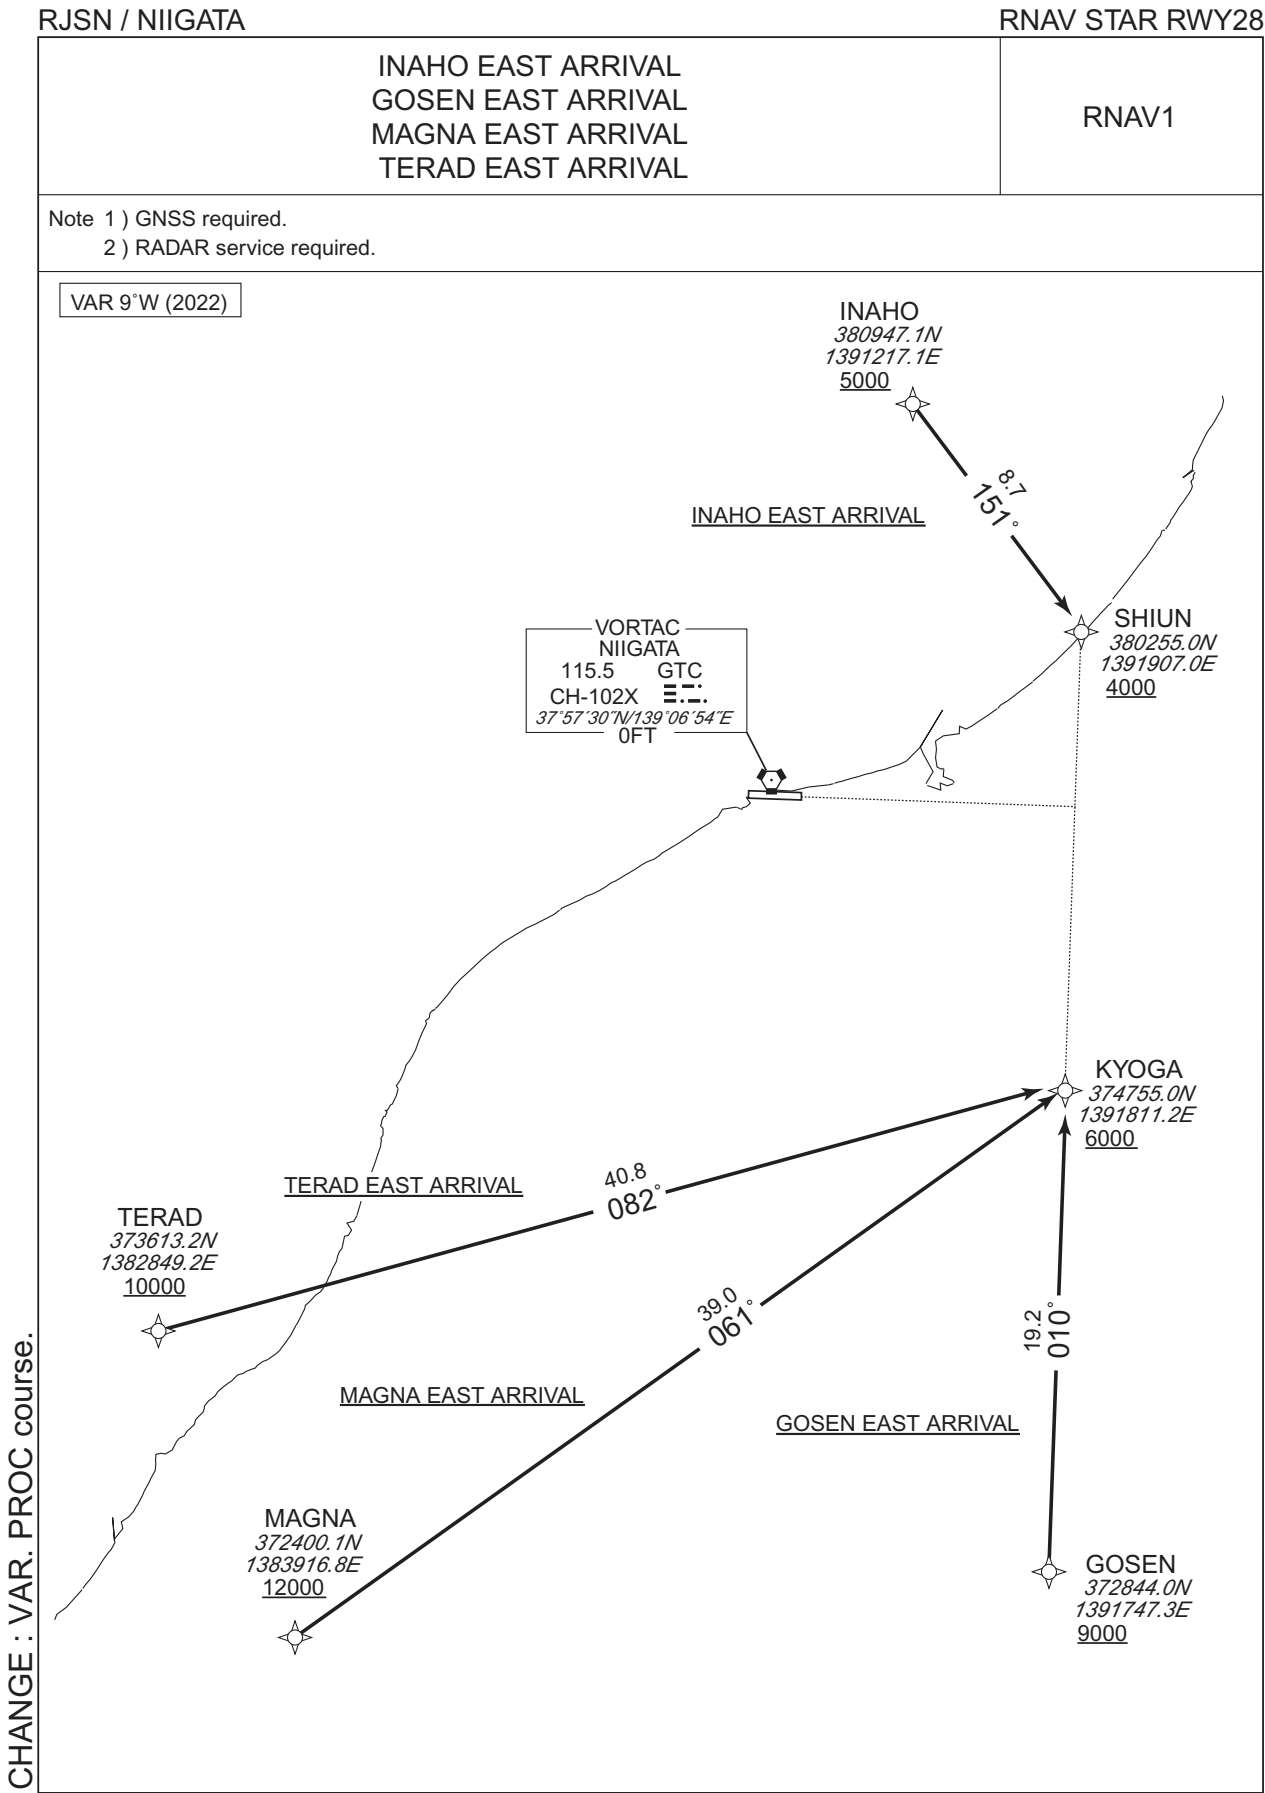 RJSN / NIIGATA
RNAV STAR RWY28
INAHO EAST ARRIVAL
GOSEN EAST ARRIVAL
MAGNA EAST ARRIVAL
TERAD EAST ARRIVAL
RNAV1
Note 1 ) GNSS required.
2 ) RADAR service required.
VAR 9˚W (2022)
INAHO
380947.1N
1391217.1E
5000
8.7
151˚
INAHO EAST ARRIVAL
SHIUN
380255.0N
1391907.0E
4000
VORTAC
NIIGATA
115.5 GTC
CH-102X
37˚57´30˝N/139˚06´54˝E
0FT
KYOGA
374755.0N
1391811.2E
6000
40.8
082˚
TERAD EAST ARRIVAL
TERAD
373613.2N
1382849.2E
10000
39.0
061˚
19.2
010˚
MAGNA EAST ARRIVAL
GOSEN EAST ARRIVAL
MAGNA
372400.1N
1383916.8E
12000
GOSEN
372844.0N
1391747.3E
9000
CHANGE : VAR. PROC course.